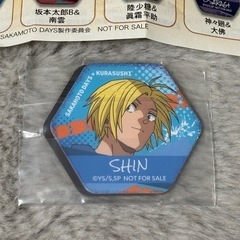 坂本太郎B&
南雲
陸少糖&
眞霜 平助
神々廻&
大佛
SAKAMOTO DAYS製作委員会 NOT FOR SALE
SAKAMOTO DAYS × KURASUSHI
SHIN
©YS/S,SP NOT FOR SALE